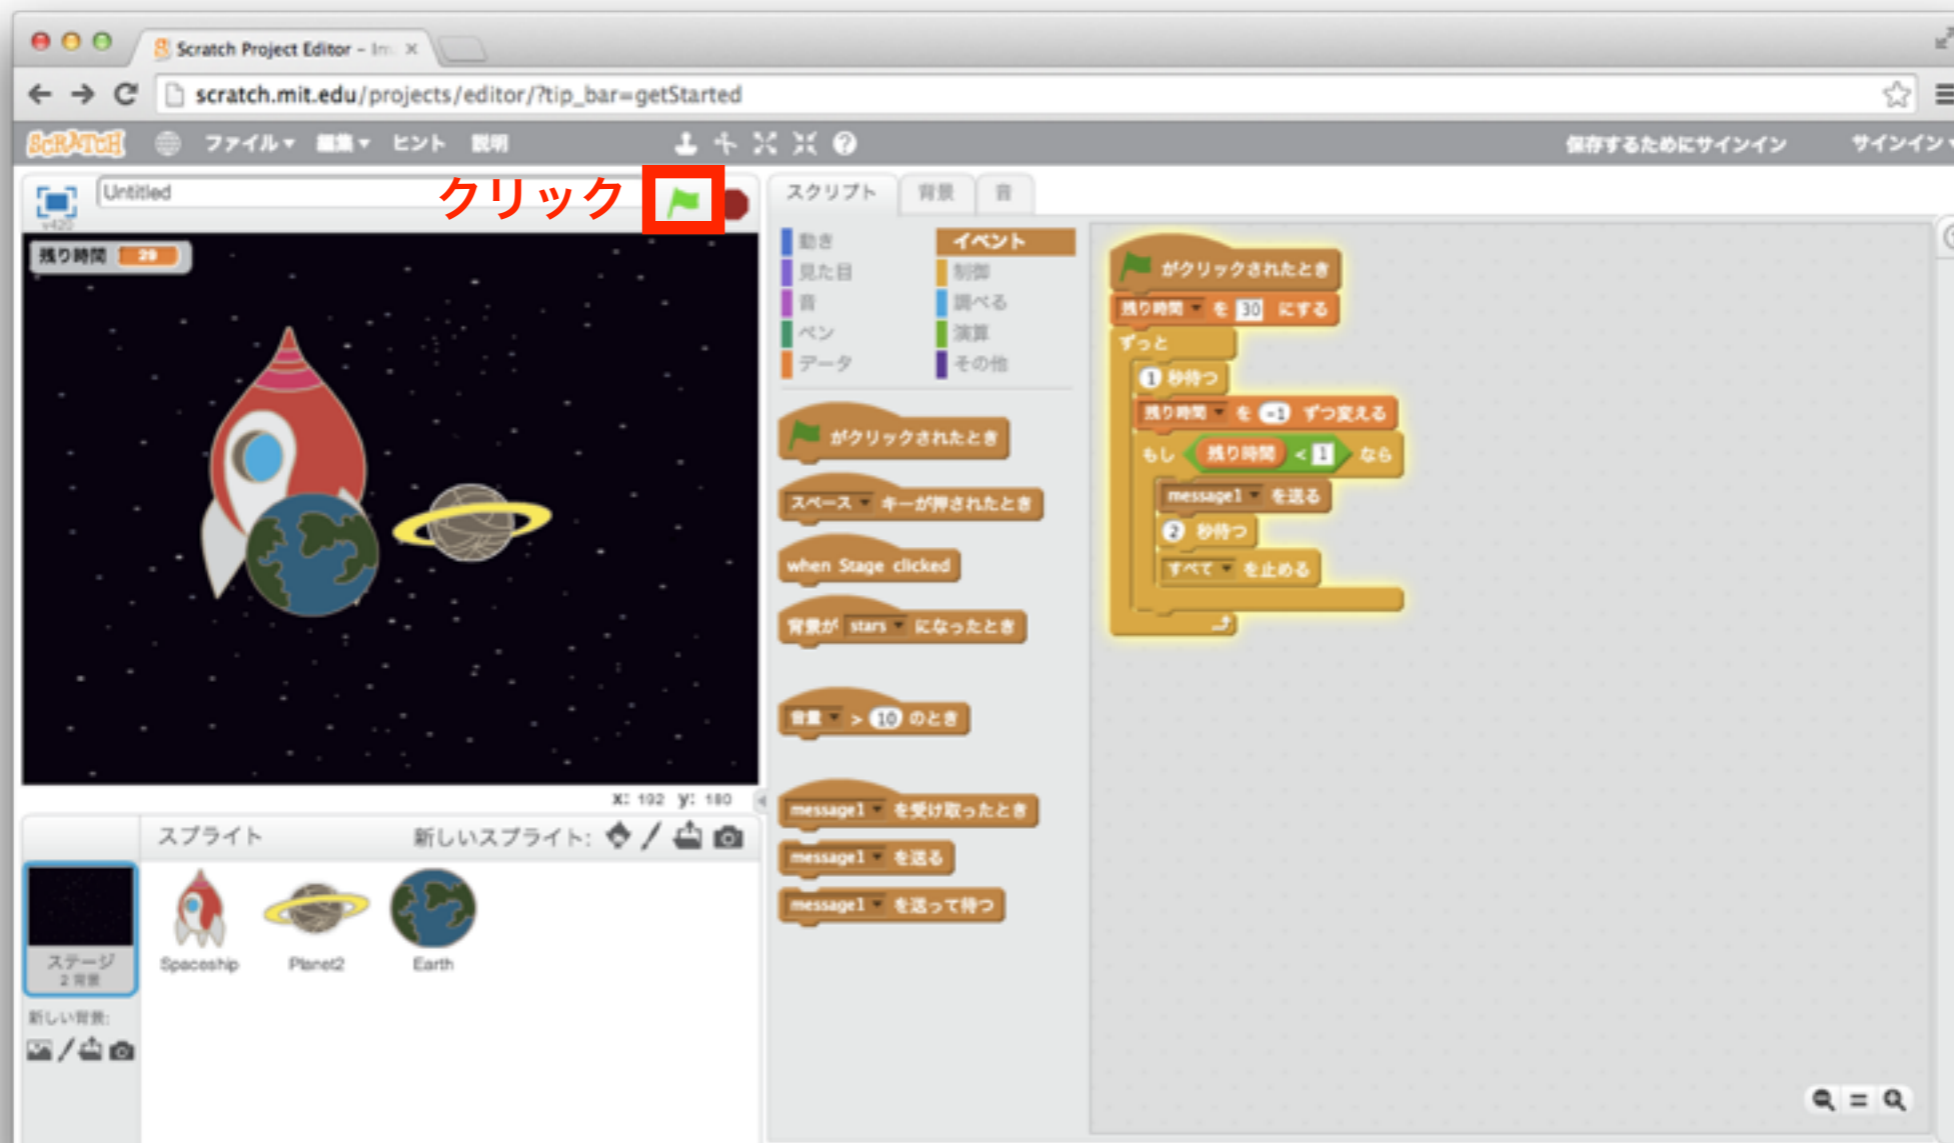 Scratch Project Editor - Im
scratch.mit.edu/projects/editor/?tip_bar=getStarted
SCRATCH ファイル 編集 ヒント 説明 保存するためにサインイン サインイン
Untitled
クリック
v420
スクリプト 背景 音
残り時間 29
動き イベント
見た目 制御
音 調べる
ペン 演算
データ その他
がクリックされたとき
スペース キーが押されたとき
when Stage clicked
背景が stars になったとき
音量 > 10 のとき
message1 を受け取ったとき
message1 を送る
message1 を送って待つ
がクリックされたとき
残り時間 を 30 にする
ずっと
1 秒待つ
残り時間 を -1 ずつ変える
もし 残り時間 < 1 なら
message1 を送る
2 秒待つ
すべて を止める
x: 192 y: 180
スプライト 新しいスプライト:
Spaceship Planet2 Earth
ステージ
2 背景
新しい背景: